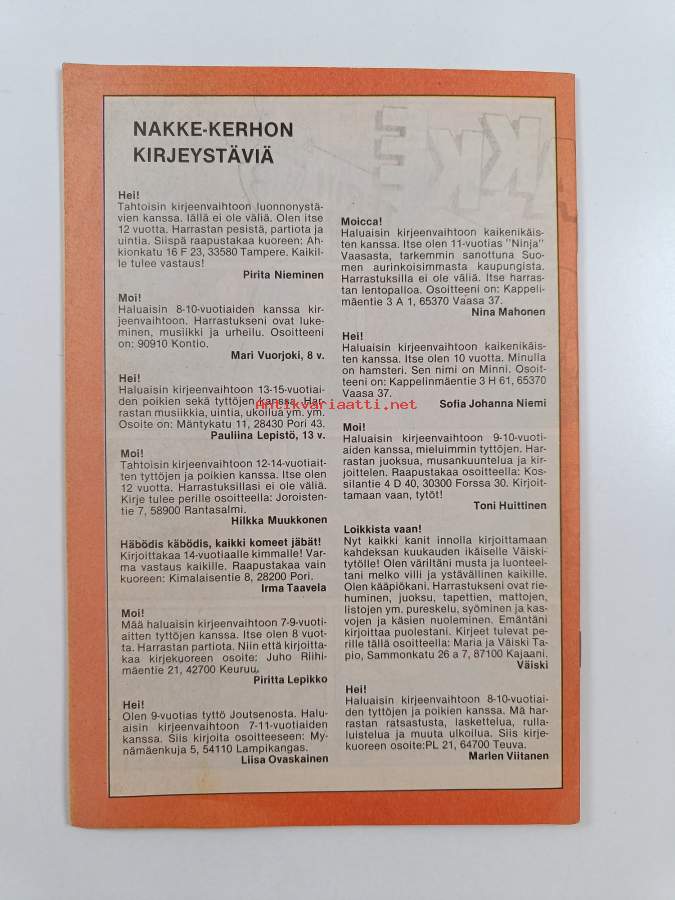 NAKKE-KERHON
KIRJEYSTÄVIÄ
Hei!
Tahtoisin kirjeenvaihtoon luonnonystä-
vien kanssa. Iällä ei ole väliä. Olen itse
12 vuotta. Harrastan pesistä, partiota ja
uintia. Siispä raapustakaa kuoreen: Ah-
kionkatu 16 F 23, 33580 Tampere. Kaikil-
le tulee vastaus!
Pirita Nieminen
Moi!
Haluaisin 8-10-vuotiaiden kanssa kir-
jeenvaihtoon. Harrastukseni ovat luke-
minen, musiikki ja urheilu. Osoitteeni
on: 90910 Kontio.
Mari Vuorjoki, 8 v.
Hei!
Haluaisin kirjeenvaihtoon 13-15-vuotiai-
den poikien sekä tyttöjen kanssa. Har-
rastan musiikkia, uintia, ukoilua ym. ym.
Osoite on: Mäntykatu 11, 28430 Pori 43.
Pauliina Lepistö, 13 v.
Moi!
Tahtoisin kirjeenvaihtoon 12-14-vuotiait-
ten tyttöjen ja poikien kanssa. Itse olen
12 vuotta. Harrastuksillasi ei ole väliä.
Kirje tulee perille osoitteella: Joroisten-
tie 7, 58900 Rantasalmi.
Hilkka Muukkonen
Häbödis käbödis, kaikki komeet jäbät!
Kirjoittakaa 14-vuotiaalle kimmalle! Var-
ma vastaus kaikille. Raapustakaa vain
kuoreen: Kimalaisentie 8, 28200 Pori.
Irma Taavela
Moi!
Mää haluaisin kirjeenvaihtoon 7-9-vuoti-
aitten tyttöjen kanssa. Itse olen 8 vuot-
ta. Harrastan partiota. Niin että kirjoitta-
kaa kirjekuoreen osoite: Juho Riihi-
mäentie 21, 42700 Keuruu.
Piritta Lepikko
Hei!
Olen 9-vuotias tyttö Joutsenosta. Halu-
aisin kirjeenvaihtoon 7-11-vuotiaiden
kanssa. Siis kirjoita osoitteeseen: My-
nämäenkuja 5, 54110 Lampikangas.
Liisa Ovaskainen
Moicca!
Haluaisin kirjeenvaihtoon kaikenikäis-
ten kanssa. Itse olen 11-vuotias "Ninja"
Vaasasta, tarkemmin sanottuna Suo-
men aurinkoisimmasta kaupungista.
Harrastuksilla ei ole väliä. Itse harras-
tan lentopalloa. Osoitteeni on: Kappeli-
mäentie 3 A 1, 65370 Vaasa 37.
Nina Mahonen
Hei!
Haluaisin kirjeenvaihtoon kaikenikäis-
ten kanssa. Itse olen 10 vuotta. Minulla
on hamsteri. Sen nimi on Minni. Osoit-
teeni on: Kappelinmäentie 3 H 61, 65370
Vaasa 37.
Sofia Johanna Niemi
Moi!
Haluaisin kirjeenvaihtoon 9-10-vuoti-
aiden kanssa, mieluimmin tyttöjen. Har-
rastan juoksua, musankuuntelua ja kir-
joittelen. Raapustakaa osoitteella: Kos-
silantie 4 D 40, 30300 Forssa 30. Kirjoit-
tamaan vaan, tytöt!
Toni Huittinen
Loikkista vaan!
Nyt kaikki kanit innolla kirjoittamaan
kahdeksan kuukauden ikäiselle Väiski-
tytölle! Olen väriltäni musta ja luonteel-
tani melko villi ja ystävällinen kaikille.
Olen kääpiökani. Harrastukseni ovat rie-
huminen, juoksu, tapettien, mattojen,
listojen ym. pureskelu, syöminen ja kas-
vojen ja käsien nuoleminen. Emäntäni
kirjoittaa puolestani. Kirjeet tulevat pe-
rille tällä osoitteella: Maria ja Väiski Ta-
pio, Sammonkatu 26 a 7, 87100 Kajaani.
Väiski
Hei!
Haluaisin kirjeenvaihtoon 8-10-vuotiai-
den tyttöjen ja poikien kanssa. Mä har-
rastan ratsastusta, laskettelua, rulla-
luistelua ja muuta ulkoilua. Siis kirje-
kuoreen osoite:PL 21, 64700 Teuva.
Marlen Viitanen
Antikvariaatti.net